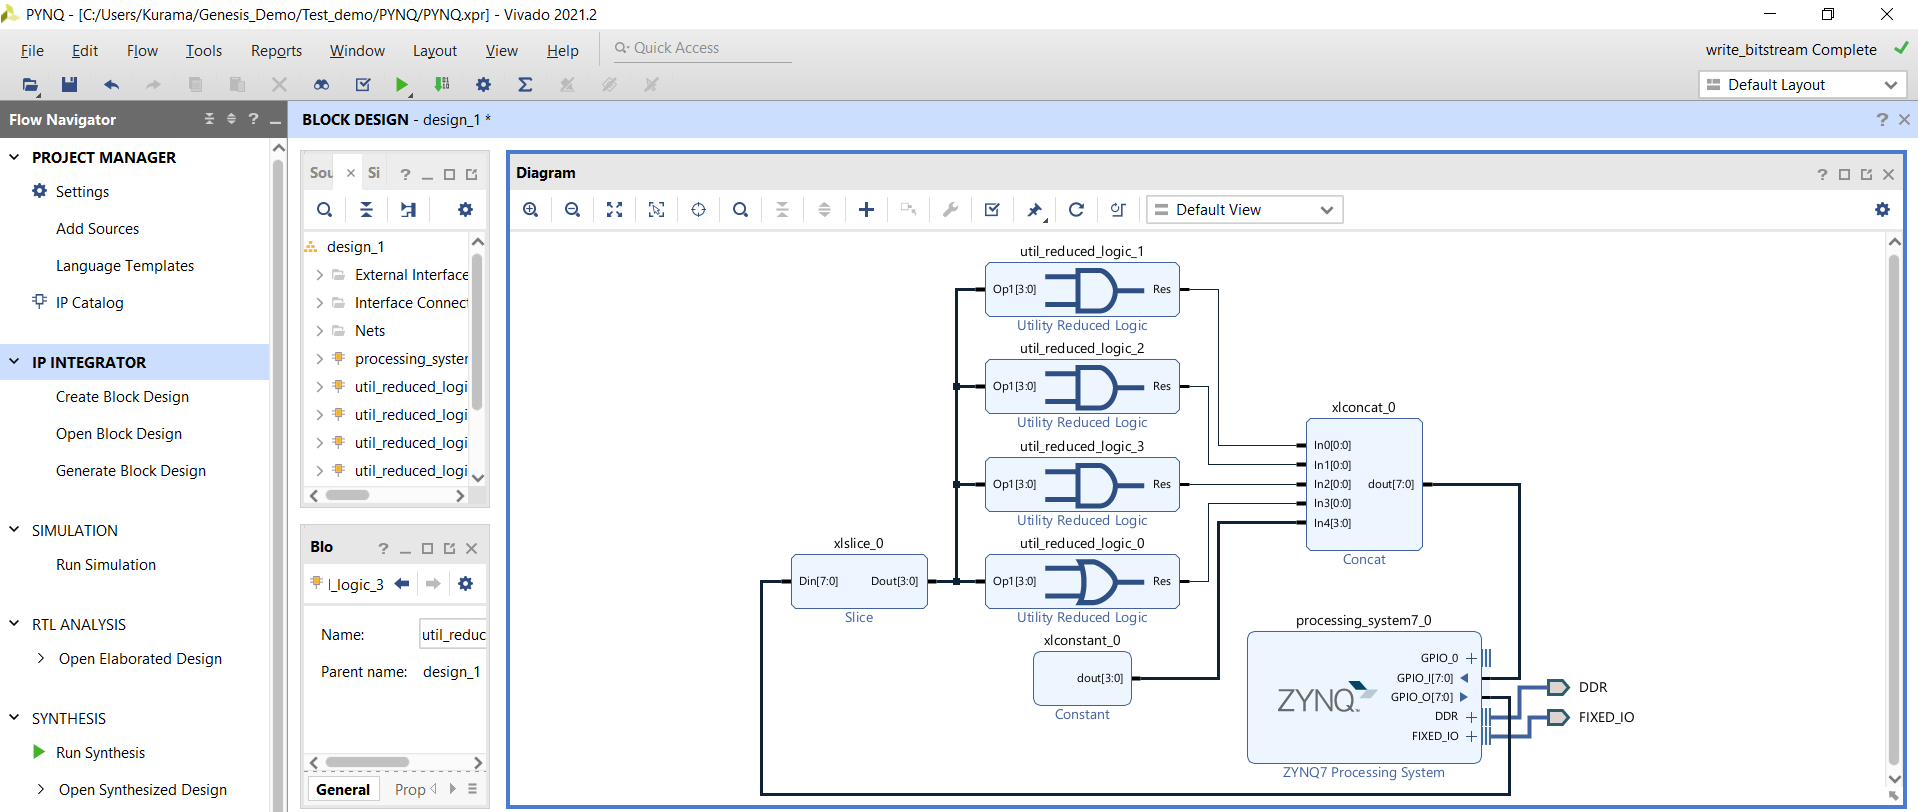 PYNQ - [C:/Users/Kurama/Genesis_Demo/Test_demo/PYNQ/PYNQ.xpr] - Vivado 2021.2
File Edit Flow Tools Reports Window Layout View Help Quick Access
write_bitstream Complete
Default Layout
Flow Navigator
PROJECT MANAGER
Settings
Add Sources
Language Templates
IP Catalog
IP INTEGRATOR
Create Block Design
Open Block Design
Generate Block Design
SIMULATION
Run Simulation
RTL ANALYSIS
Open Elaborated Design
SYNTHESIS
Run Synthesis
Open Synthesized Design
BLOCK DESIGN - design_1 *
Sou Si
design_1
External Interface
Interface Connect
Nets
processing_system
util_reduced_logi
util_reduced_logi
util_reduced_logi
util_reduced_logi
Blo
l_logic_3
Name: util_reduc
Parent name: design_1
General Prop
Diagram
Default View
util_reduced_logic_1
Op1[3:0] Res
Utility Reduced Logic
util_reduced_logic_2
Op1[3:0] Res
Utility Reduced Logic
util_reduced_logic_3
Op1[3:0] Res
Utility Reduced Logic
util_reduced_logic_0
Op1[3:0] Res
Utility Reduced Logic
xlslice_0
Din[7:0] Dout[3:0]
Slice
xlconstant_0
dout[3:0]
Constant
xlconcat_0
In0[0:0]
In1[0:0]
In2[0:0] dout[7:0]
In3[0:0]
In4[3:0]
Concat
processing_system7_0
ZYNQ
GPIO_0
GPIO_I[7:0]
GPIO_O[7:0]
DDR
FIXED_IO
ZYNQ7 Processing System
DDR
FIXED_IO